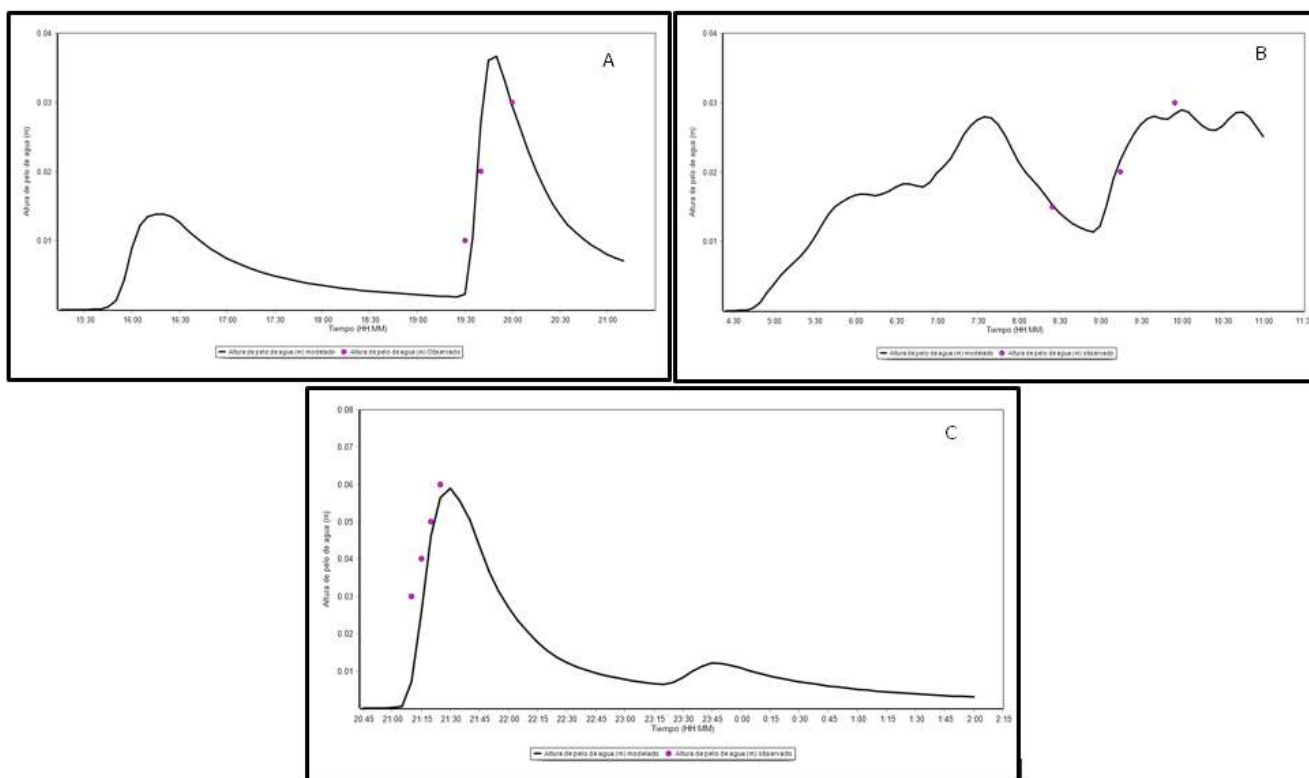 A
0.04
0.03
0.02
0.01
Altura de pelo de agua (m)
15:30 16:00 16:30 17:00 17:30 18:00 18:30 19:00 19:30 20:00 20:30 21:00
Tiempo (HH:MM)
Altura de pelo de agua (m) modelado Altura de pelo de agua (m) Observado
B
0.04
0.03
0.02
0.01
Altura de pelo de agua (m)
4:30 5:00 5:30 6:00 6:30 7:00 7:30 8:00 8:30 9:00 9:30 10:00 10:30 11:00 11:3
Tiempo (HH:MM)
Altura de pelo de agua (m) modelado Altura de pelo de agua (m) observado
C
0.08
0.07
0.06
0.05
0.04
0.03
0.02
0.01
Altura de pelo de agua (m)
20:45 21:00 21:15 21:30 21:45 22:00 22:15 22:30 22:45 23:00 23:15 23:30 23:45 0:00 0:15 0:30 0:45 1:00 1:15 1:30 1:45 2:00 2:15
Tiempo (HH:MM)
Altura de pelo de agua (m) modelado Altura de pelo de agua (m) observado